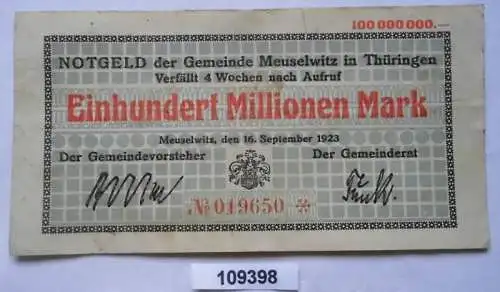 100 000 000.—
NOTGELD der Gemeinde Meuselwitz in Thüringen
Verfällt 4 Wochen nach Aufruf
Einhundert Millionen Mark
Meuselwitz, den 16. September 1923
Der Gemeindevorsteher Der Gemeinderat
№ 019650
109398